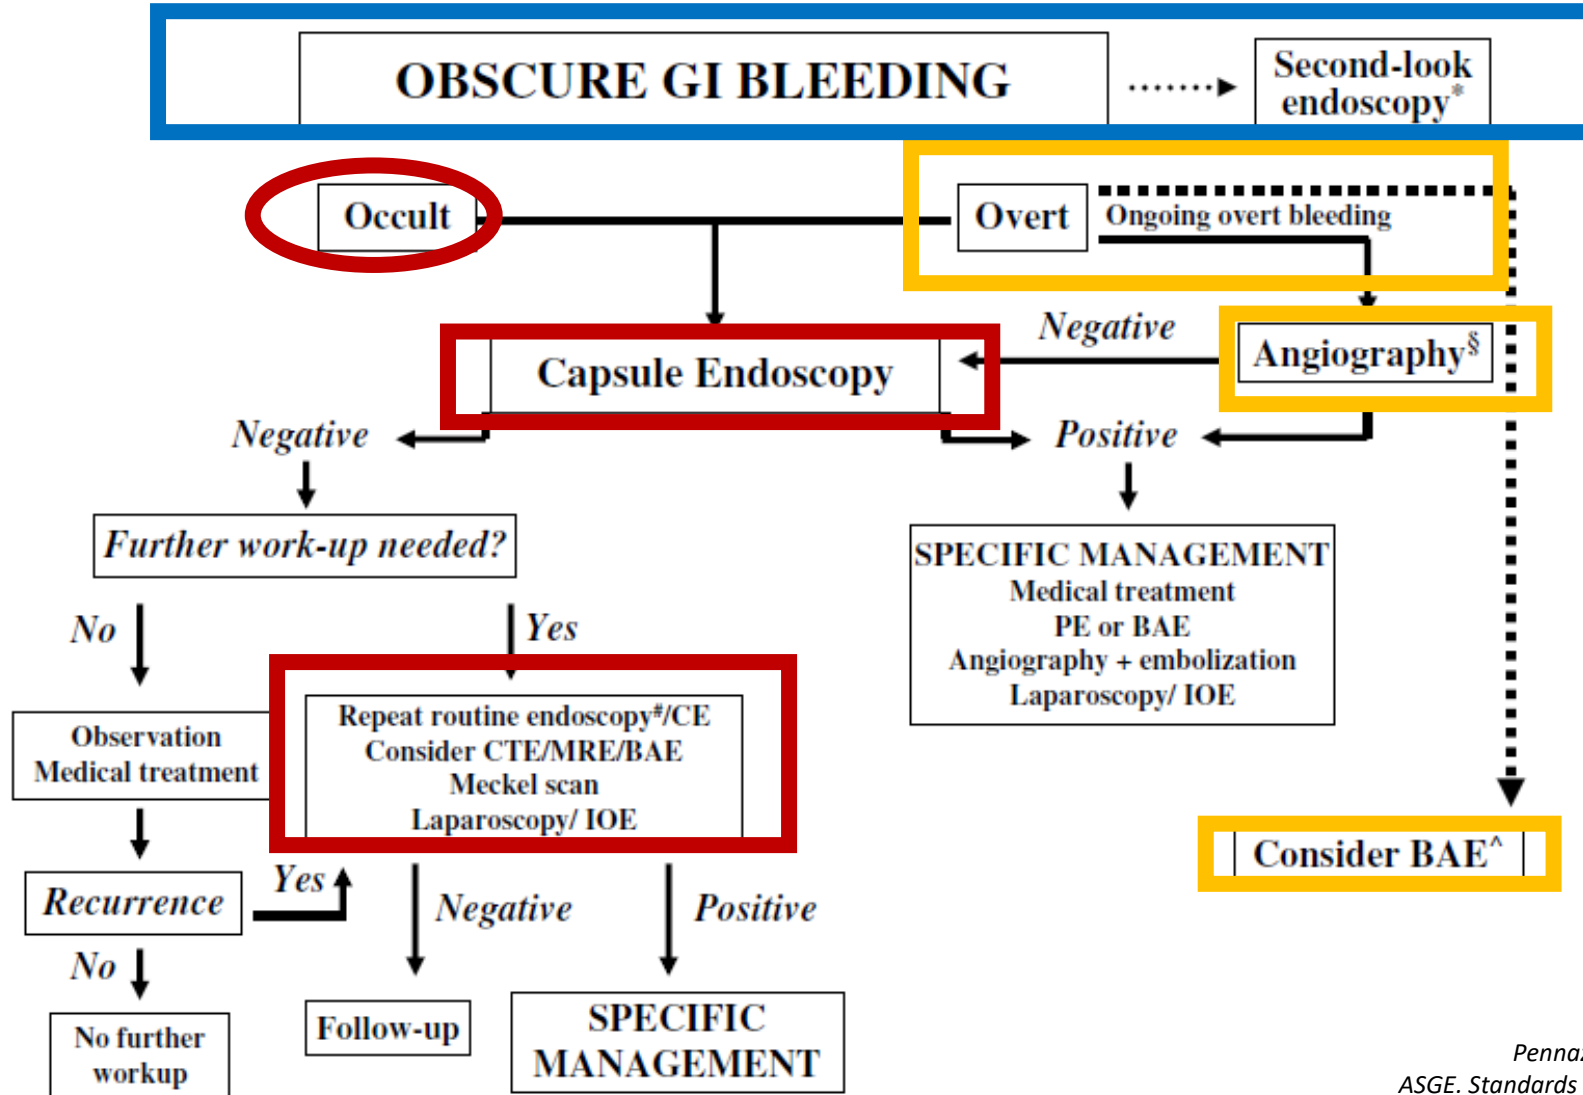 OBSCURE GI BLEEDING
Second-look
endoscopy*
Occult
Overt
Ongoing overt bleeding
Negative
Angiography§
Capsule Endoscopy
Negative
Positive
Further work-up needed?
SPECIFIC MANAGEMENT
Medical treatment
PE or BAE
Angiography + embolization
Laparoscopy/ IOE
No
Yes
Observation
Medical treatment
Repeat routine endoscopy#/CE
Consider CTE/MRE/BAE
Meckel scan
Laparoscopy/ IOE
Consider BAE^
Recurrence
Yes
Negative
Positive
No
No further
workup
Follow-up
SPECIFIC
MANAGEMENT
Pennaz
ASGE. Standards